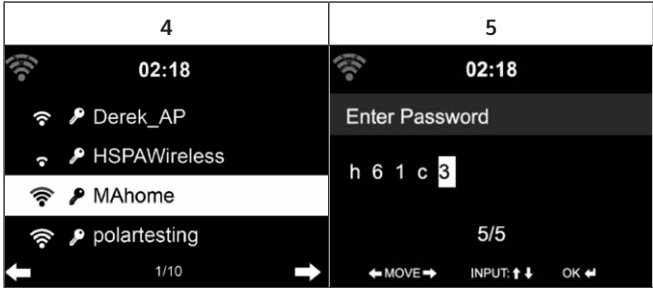 4
02:18
Derek_AP
HSPAWireless
MAhome
polartesting
1/10
5
02:18
Enter Password
h 6 1 c 3
5/5
MOVE INPUT: OK